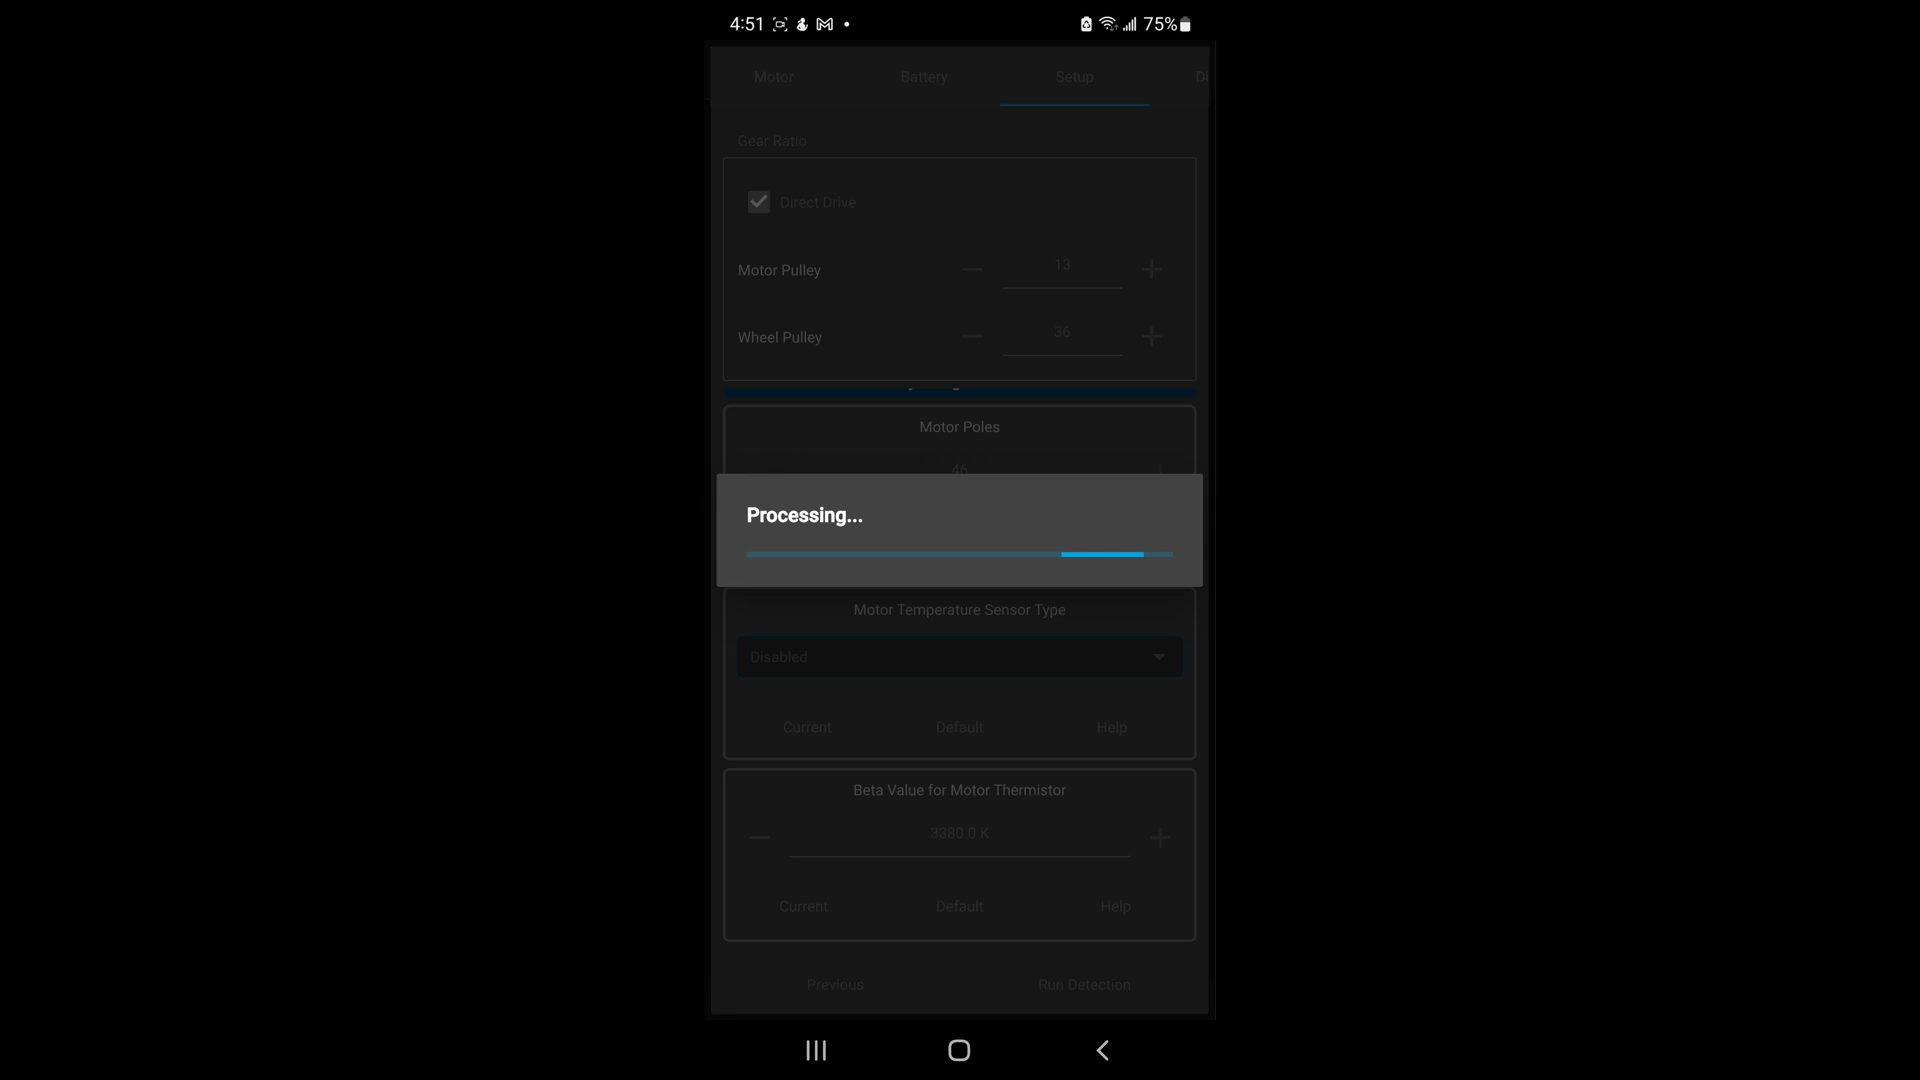 4:51
75%
Motor Battery Setup Di
Gear Ratio
Direct Drive
Motor Pulley 13
Wheel Pulley 36
Motor Poles
46
Processing...
Motor Temperature Sensor Type
Disabled
Current Default Help
Beta Value for Motor Thermistor
3380.0 K
Current Default Help
Previous Run Detection